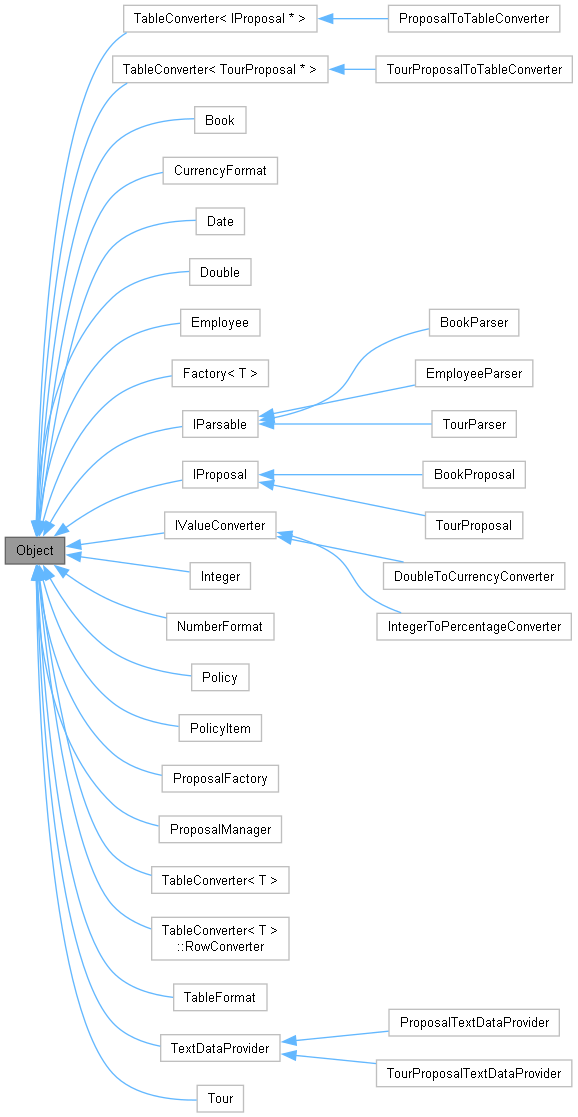 TableConverter< IProposal * >
ProposalToTableConverter
TableConverter< TourProposal * >
TourProposalToTableConverter
Book
CurrencyFormat
Date
Double
Employee
BookParser
Factory< T >
EmployeeParser
IParsable
TourParser
IProposal
BookProposal
IValueConverter
TourProposal
Object
Integer
DoubleToCurrencyConverter
NumberFormat
IntegerToPercentageConverter
Policy
PolicyItem
ProposalFactory
ProposalManager
TableConverter< T >
TableConverter< T >
::RowConverter
TableFormat
ProposalTextDataProvider
TextDataProvider
TourProposalTextDataProvider
Tour